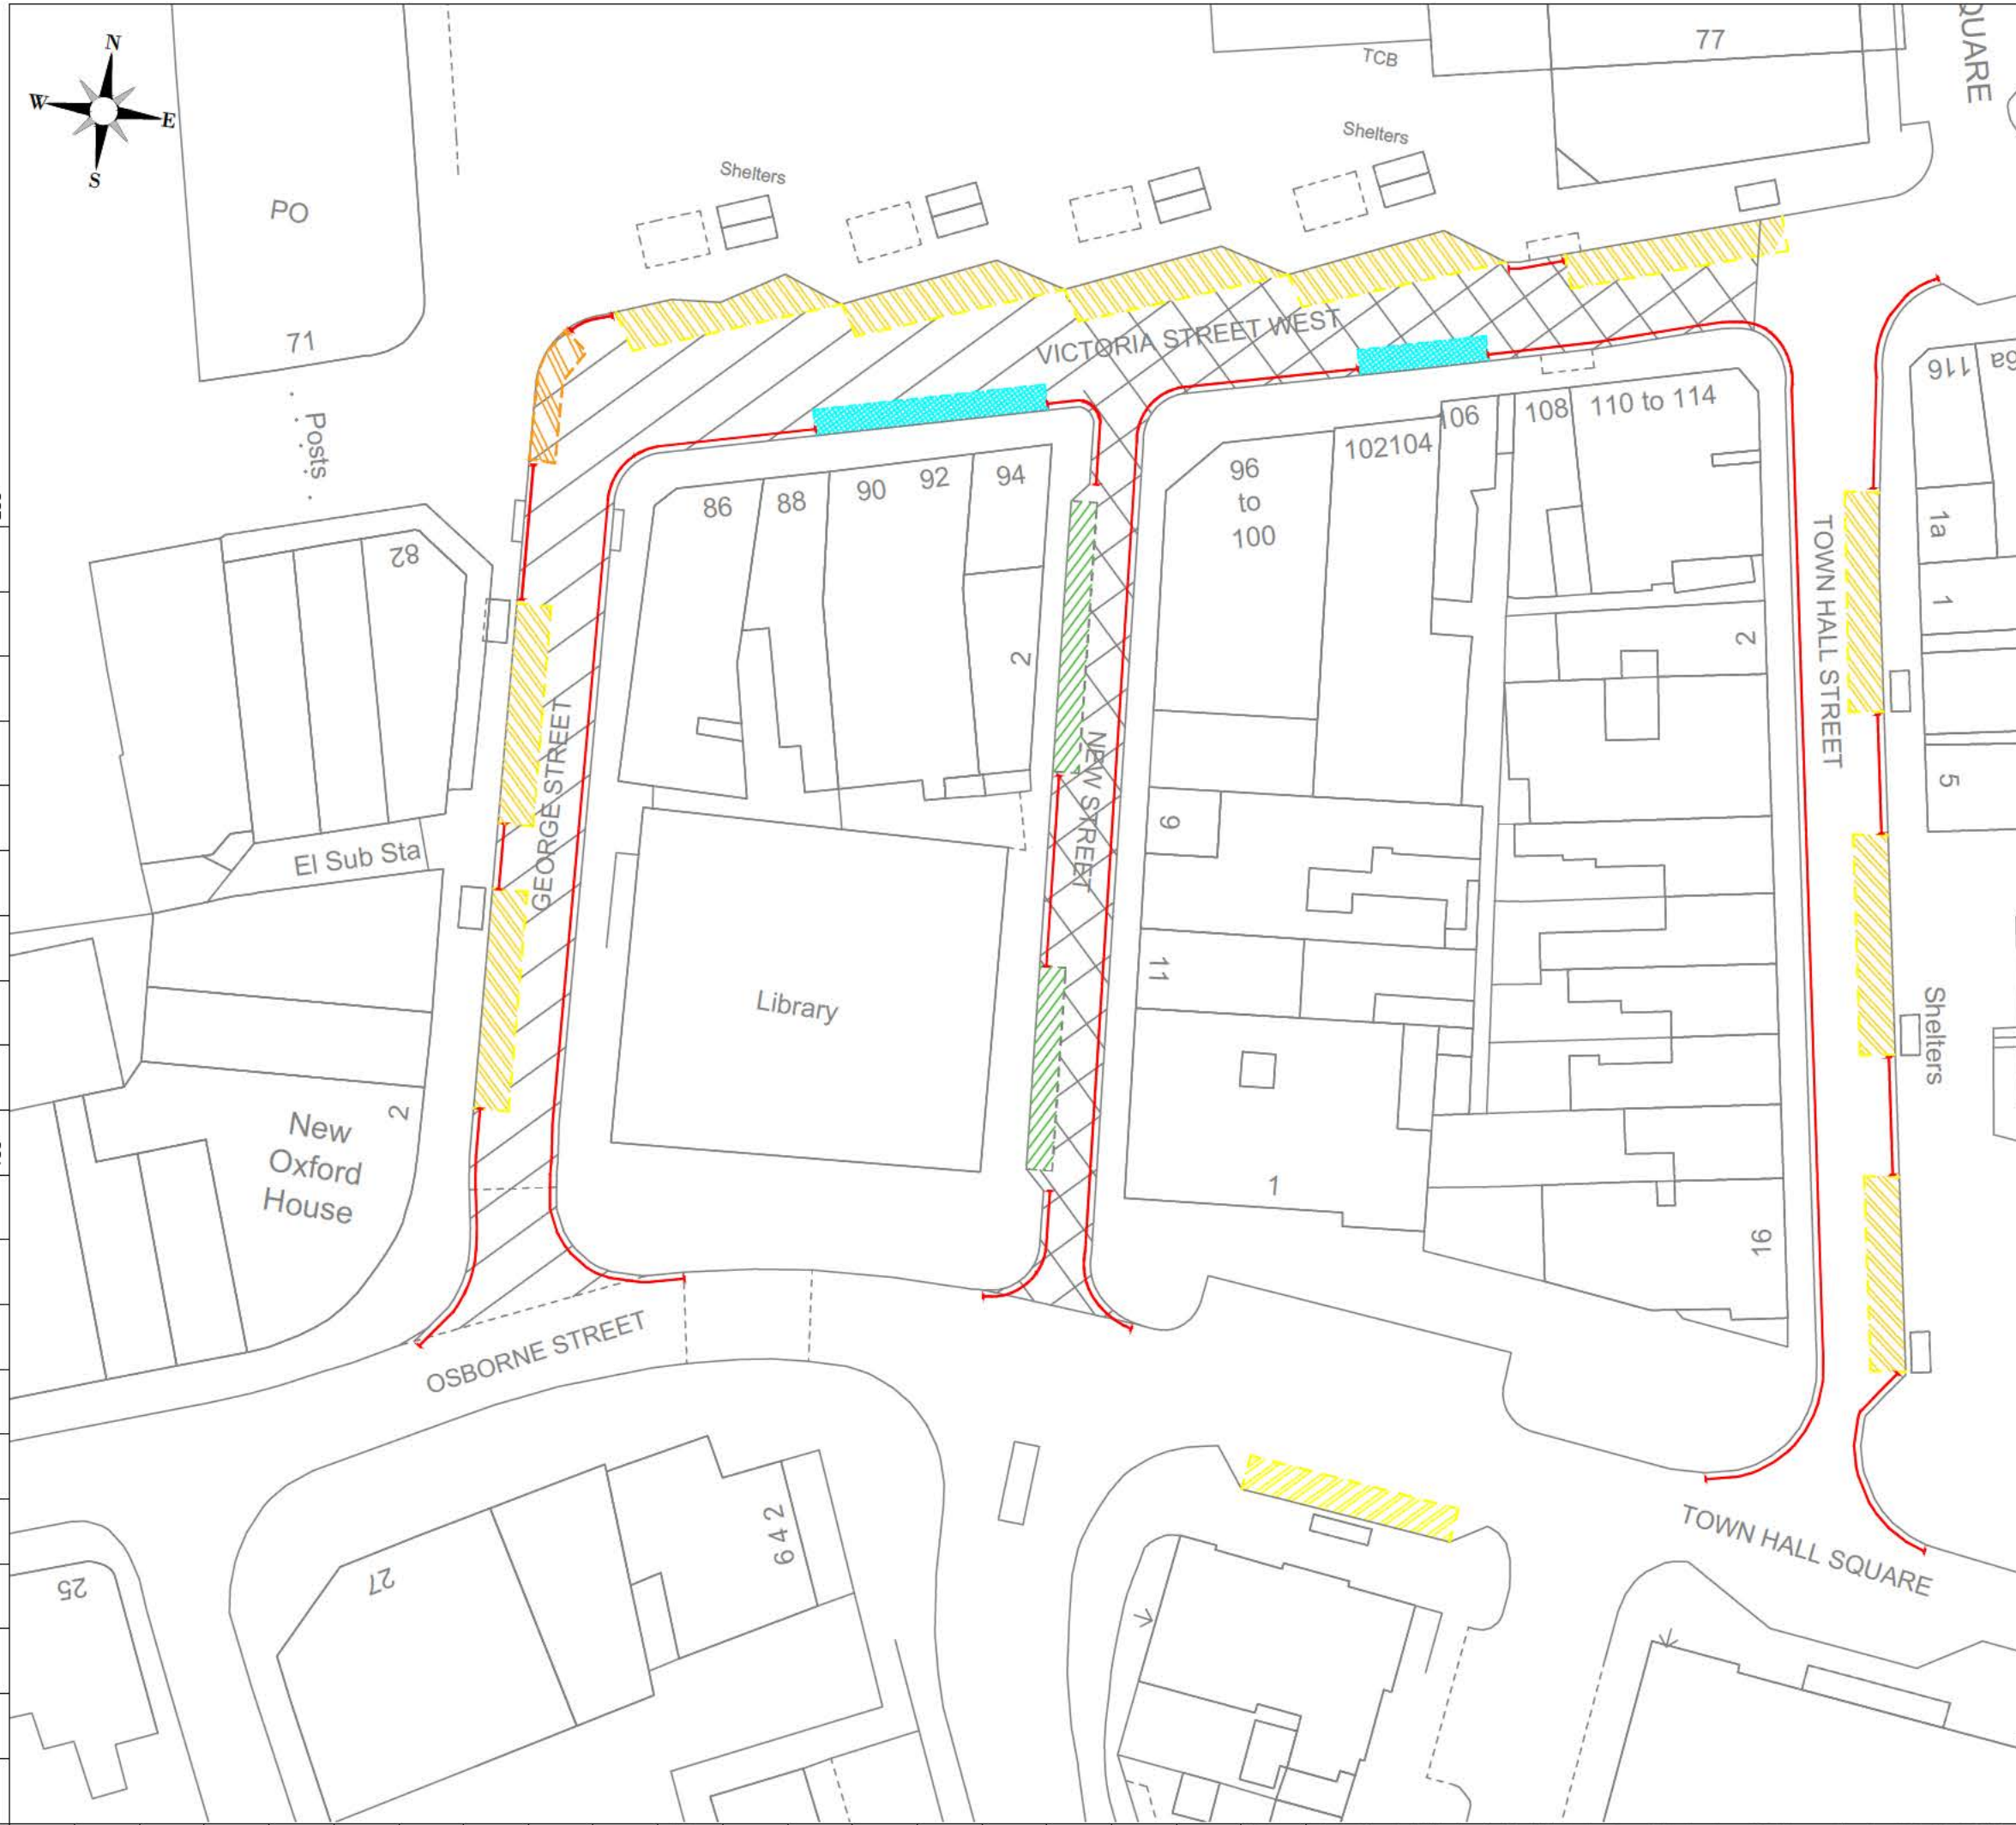 N
W
E
S
PO
71
Posts
TCB
77
QUARE
Shelters
Shelters
VICTORIA STREET WEST
82
El Sub Sta
GEORGE STREET
86
88
90
92
94
2
Library
NEW STREET
96
to
100
102
104
106
108
110 to 114
2
9
11
1
16
TOWN HALL STREET
116
6a
1a
1
5
Shelters
2
New
Oxford
House
OSBORNE STREET
25
27
6 4 2
TOWN HALL SQUARE